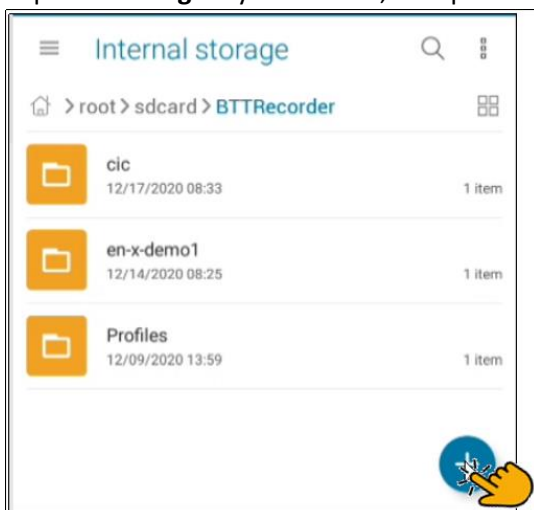 Internal storage
> root > sdcard > BTTRecorder
cic
12/17/2020 08:33
1 item
en-x-demo1
12/14/2020 08:25
1 item
Profiles
12/09/2020 13:59
1 item